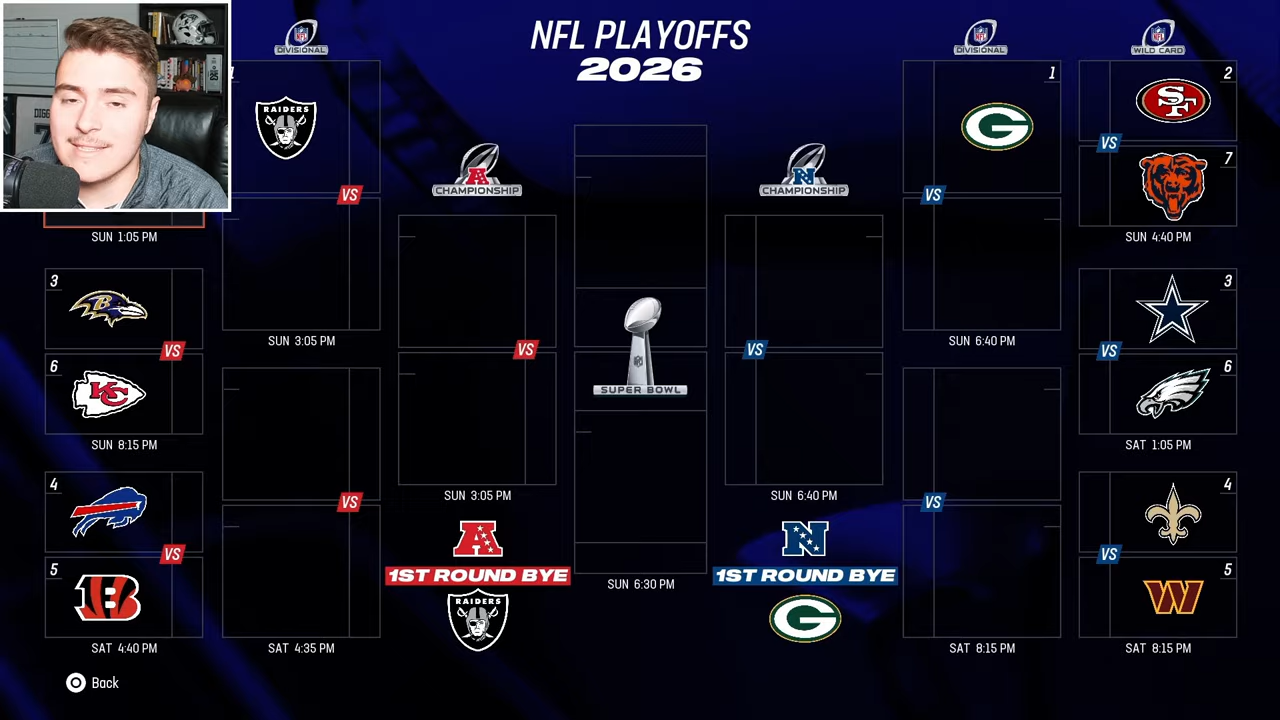 NFL PLAYOFFS
2026
DIVISIONAL
DIVISIONAL
WILD CARD
1
RAIDERS
VS
SUN 1:05 PM
3
B
VS
6
KC
SUN 8:15 PM
4
VS
5
B
SAT 4:40 PM
SUN 3:05 PM
VS
SAT 4:35 PM
A
CHAMPIONSHIP
VS
SUN 3:05 PM
A
1ST ROUND BYE
RAIDERS
SUPER BOWL
SUN 6:30 PM
N
CHAMPIONSHIP
VS
SUN 6:40 PM
N
1ST ROUND BYE
G
1
G
VS
SUN 6:40 PM
VS
SAT 8:15 PM
2
SF
VS
7
SUN 4:40 PM
3
VS
6
SAT 1:05 PM
4
VS
5
W
SAT 8:15 PM
Back